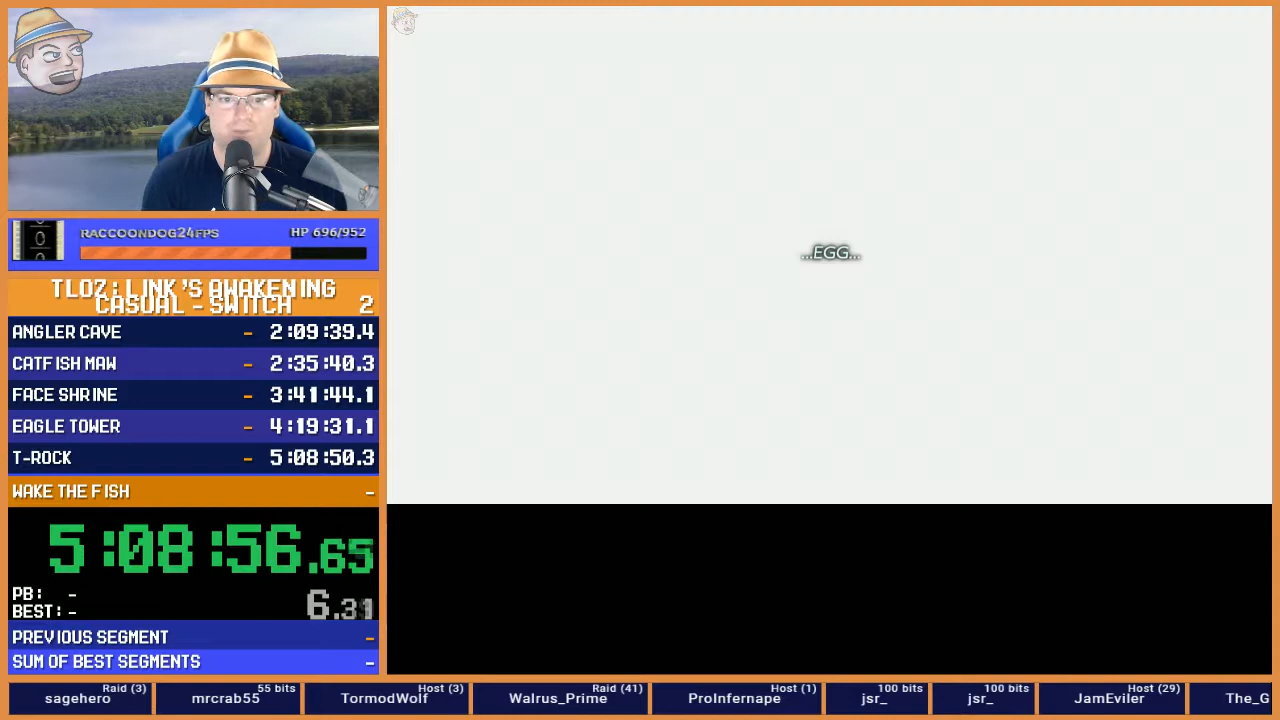 ...EGG...
0
RACCOONDOG24FPS HP 696/952
TLOZ: LINK'S AWAKENING
CASUAL - SWITCH 2
ANGLER CAVE - 2:09:39.4
CATFISH MAW - 2:35:40.3
FACE SHRINE - 3:41:44.1
EAGLE TOWER - 4:19:31.1
T-ROCK - 5:08:50.3
WAKE THE FISH -
5:08:56.65
PB: -
BEST: -
6.31
PREVIOUS SEGMENT -
SUM OF BEST SEGMENTS -
Raid (3) sagehero
55 bits mrcrab55
Host (3) TormodWolf
Raid (41) Walrus_Prime
Host (1) ProInfernape
100 bits jsr_
100 bits jsr_
Host (29) JamEviler
The_G